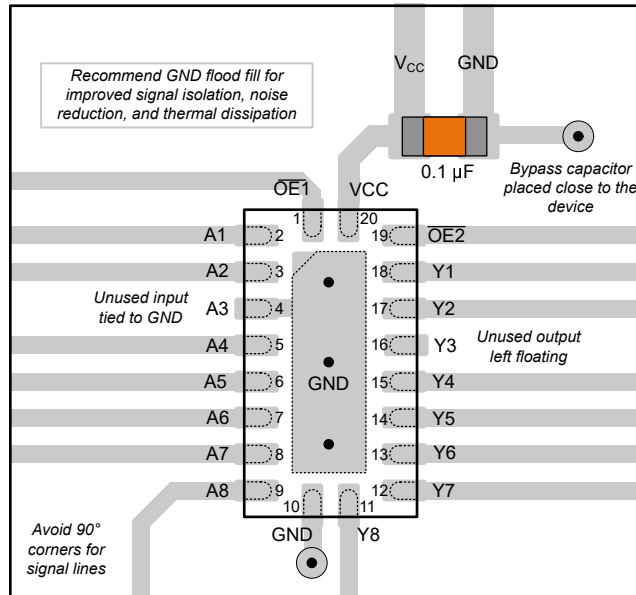 Recommend GND flood fill for
improved signal isolation, noise
reduction, and thermal dissipation
V_CC GND
0.1 µF
Bypass capacitor
placed close to the
device
O̅E̅1̅ VCC
1 20
A1 2 19 O̅E̅2̅
A2 3 18 Y1
Unused input
tied to GND
A3 4 17 Y2
A4 5 16 Y3
Unused output
left floating
A5 6 15 Y4
GND
A6 7 14 Y5
A7 8 13 Y6
A8 9 12 Y7
10 11
GND Y8
Avoid 90°
corners for
signal lines